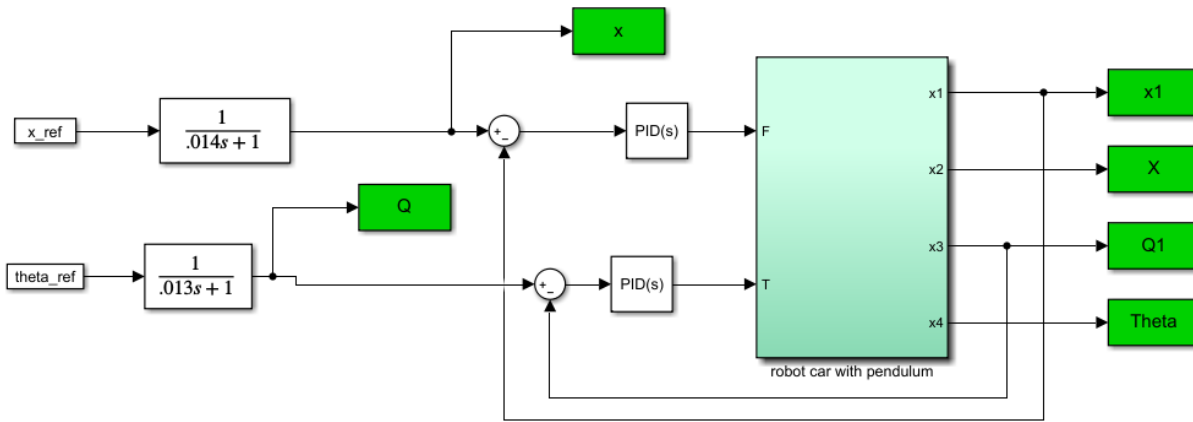 x
x1
x_ref
1
.014s + 1
PID(s)
F
x1
x2
X
Q
x3
Q1
theta_ref
1
.013s + 1
PID(s)
T
x4
Theta
robot car with pendulum
+
−
+
−